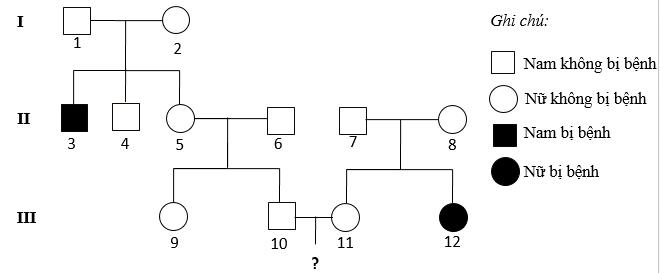 I
1
2
Ghi chú:
Nam không bị bệnh
Nữ không bị bệnh
Nam bị bệnh
Nữ bị bệnh
II
3
4
5
6
7
8
III
9
10
11
12
?